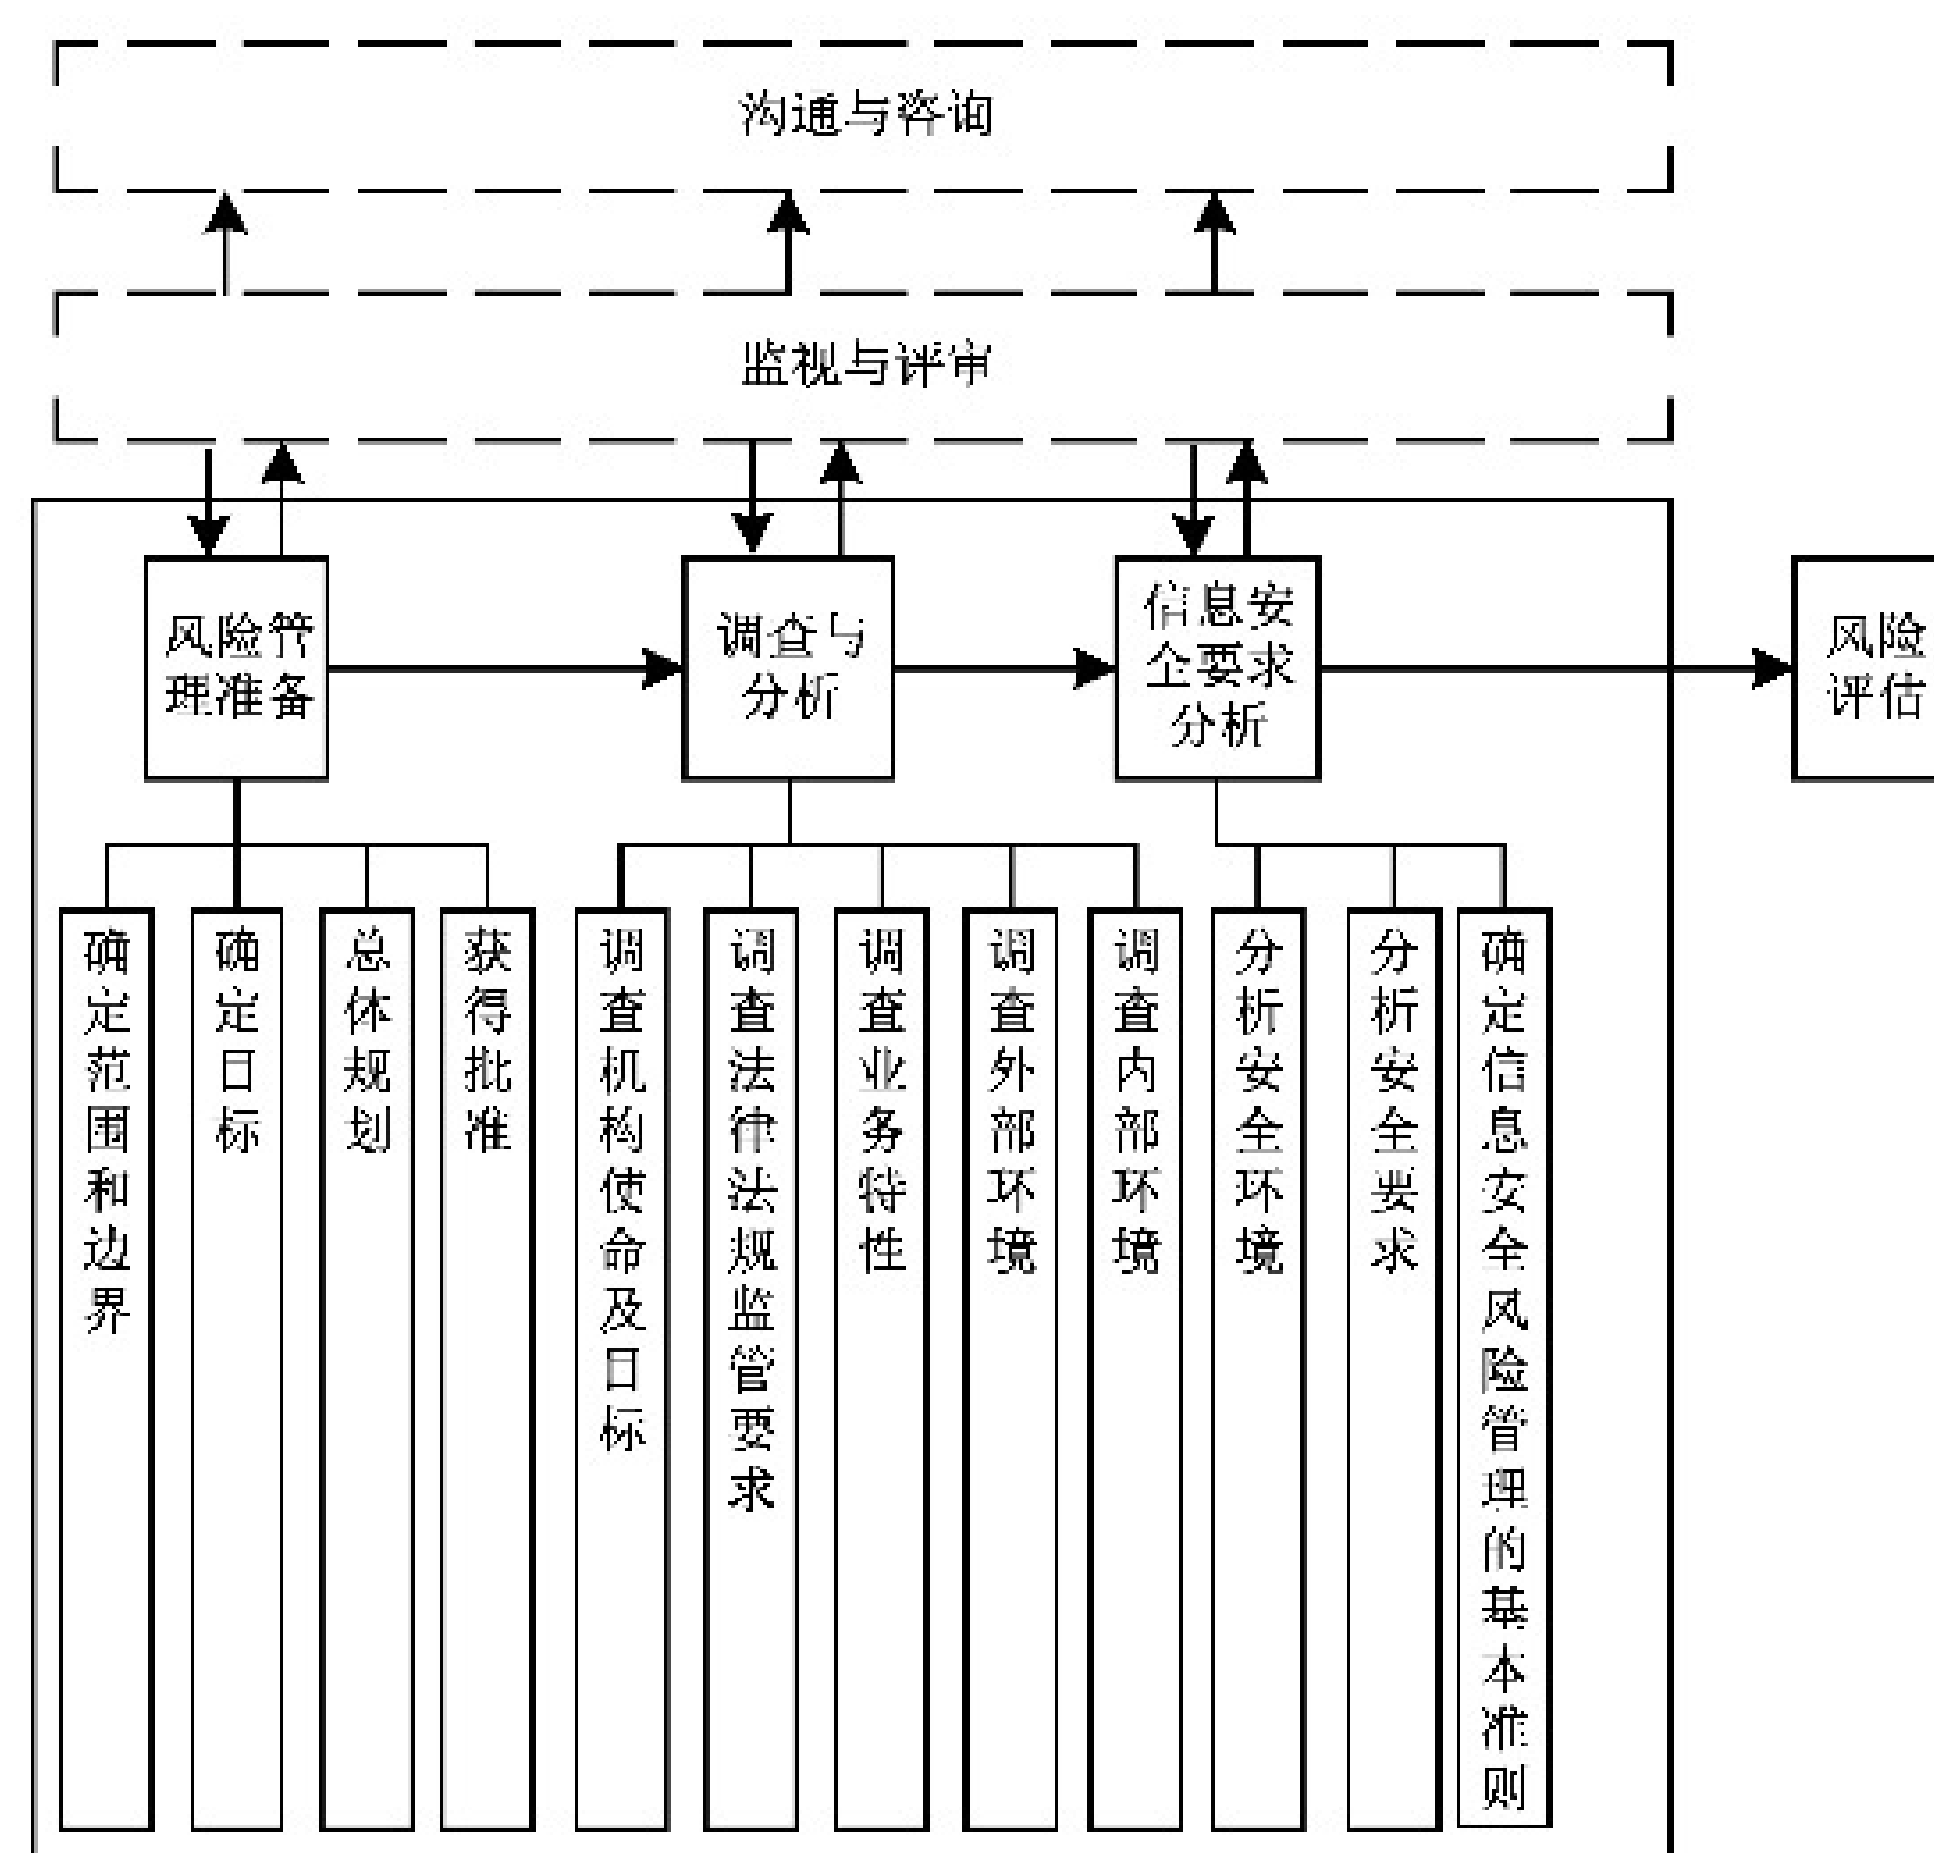 沟通与咨询
监视与评审
风险管
理准备
调查与
分析
信息安
全要求
分析
风险
评估
确定范围和边界
确定目标
总体规划
获得批准
调查机构使命及目标
调查法律法规监管要求
调查业务特性
调查外部环境
调查内部环境
分析安全环境
分析安全要求
确定信息安全风险管理的基本准则